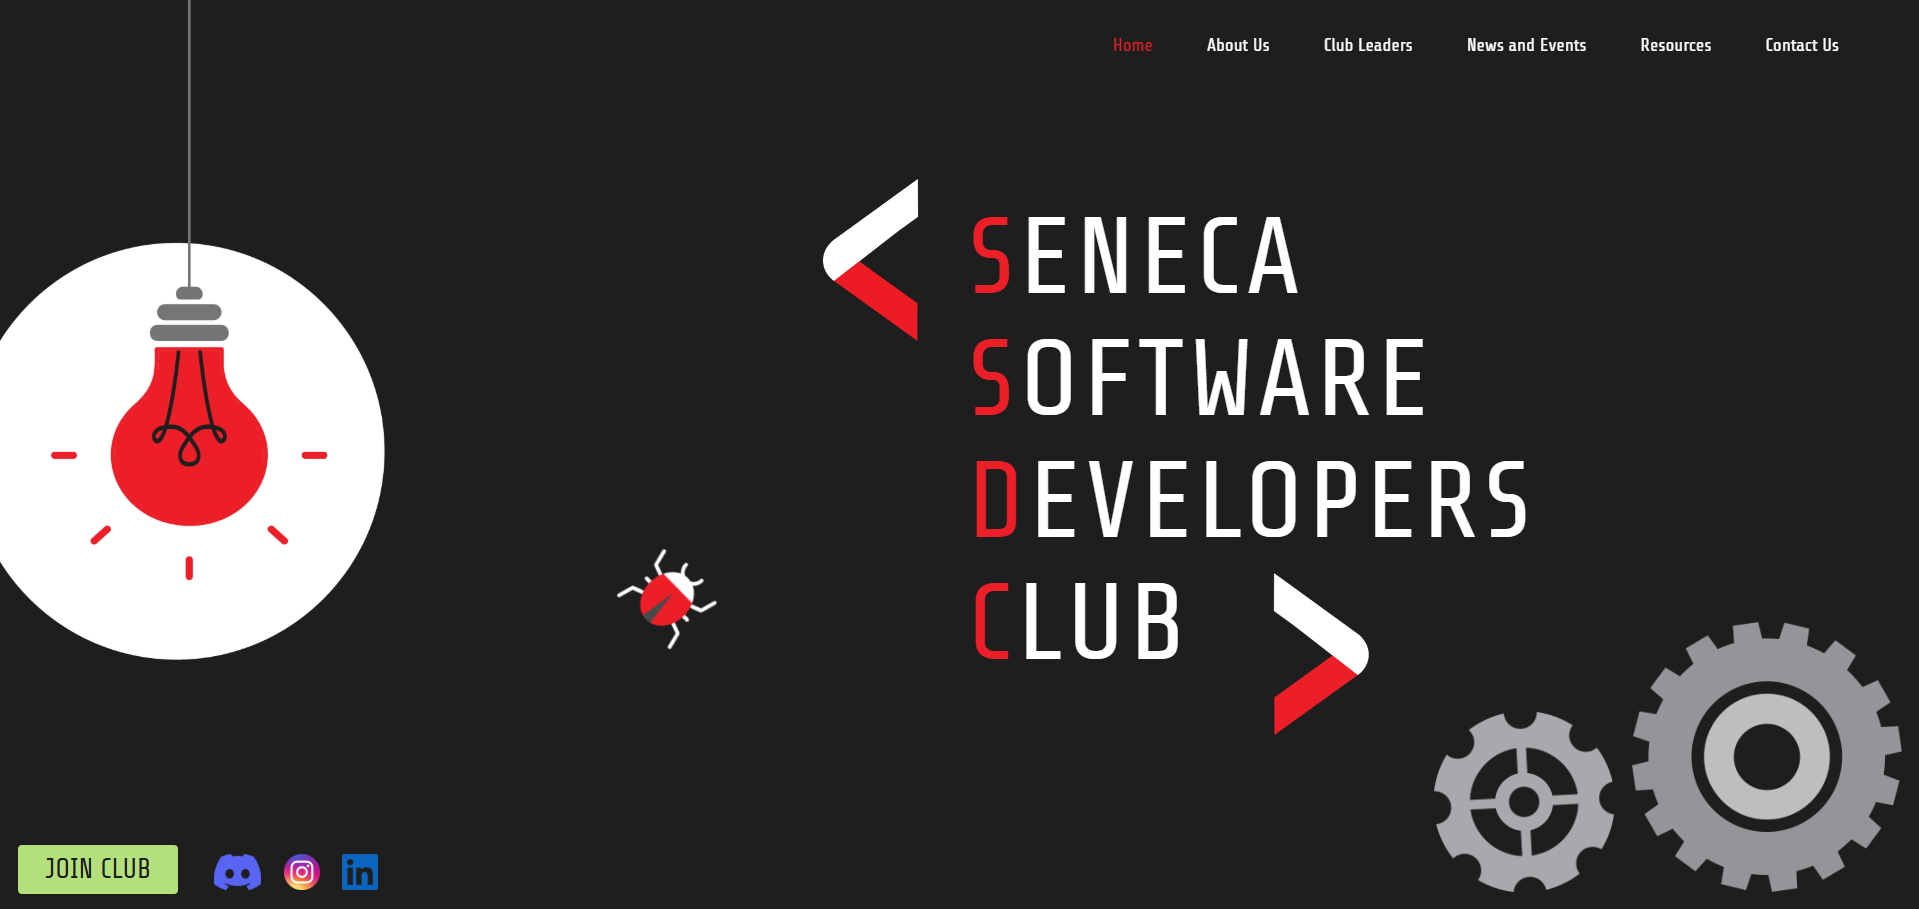 Home About Us Club Leaders News and Events Resources Contact Us
SENECA
SOFTWARE
DEVELOPERS
CLUB
JOIN CLUB
in